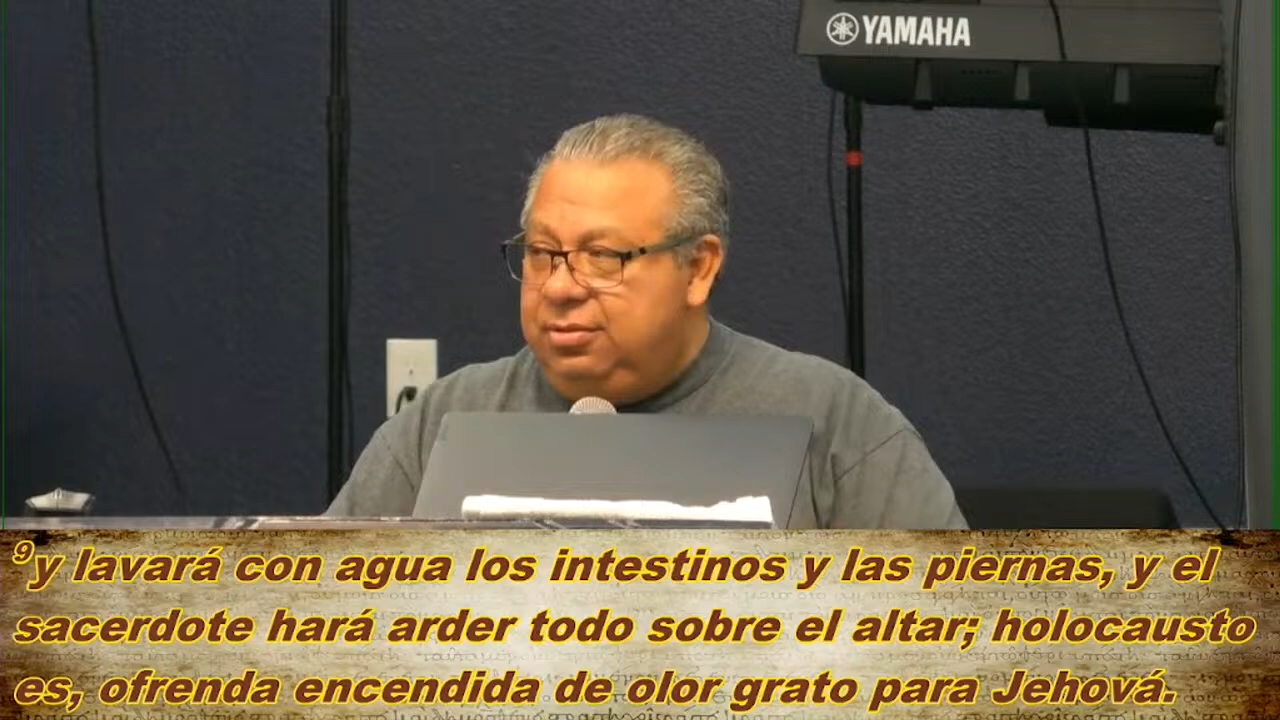 YAMAHA
⁹y lavará con agua los intestinos y las piernas, y el
sacerdote hará arder todo sobre el altar; holocausto
es, ofrenda encendida de olor grato para Jehová.